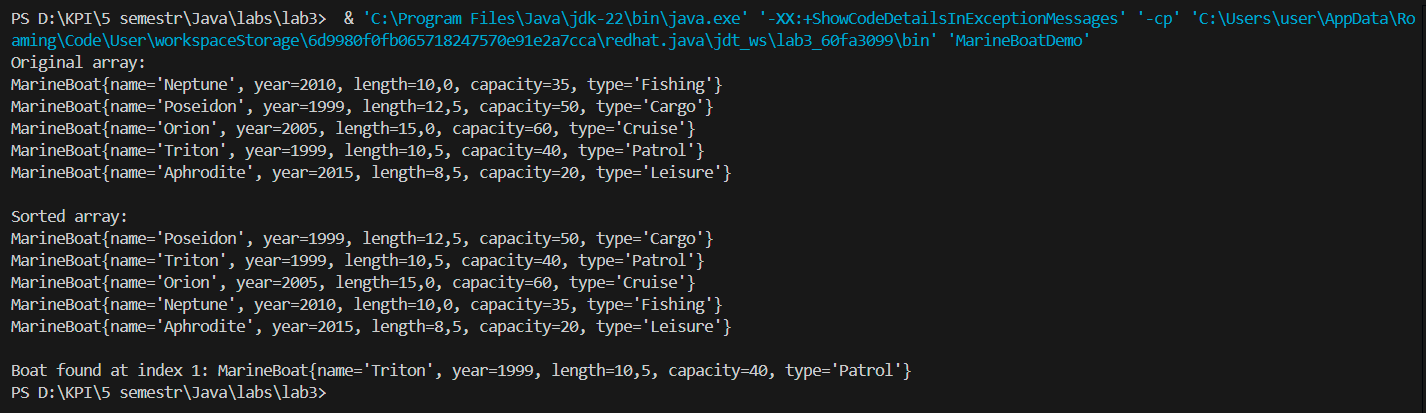 PS D:\KPI\5 semestr\Java\labs\lab3>  & 'C:\Program Files\Java\jdk-22\bin\java.exe' '-XX:+ShowCodeDetailsInExceptionMessages' '-cp' 'C:\Users\user\AppData\Ro
aming\Code\User\workspaceStorage\6d9980f0fb065718247570e91e2a7cca\redhat.java\jdt_ws\lab3_60fa3099\bin' 'MarineBoatDemo'
Original array:
MarineBoat{name='Neptune', year=2010, length=10,0, capacity=35, type='Fishing'}
MarineBoat{name='Poseidon', year=1999, length=12,5, capacity=50, type='Cargo'}
MarineBoat{name='Orion', year=2005, length=15,0, capacity=60, type='Cruise'}
MarineBoat{name='Triton', year=1999, length=10,5, capacity=40, type='Patrol'}
MarineBoat{name='Aphrodite', year=2015, length=8,5, capacity=20, type='Leisure'}

Sorted array:
MarineBoat{name='Poseidon', year=1999, length=12,5, capacity=50, type='Cargo'}
MarineBoat{name='Triton', year=1999, length=10,5, capacity=40, type='Patrol'}
MarineBoat{name='Orion', year=2005, length=15,0, capacity=60, type='Cruise'}
MarineBoat{name='Neptune', year=2010, length=10,0, capacity=35, type='Fishing'}
MarineBoat{name='Aphrodite', year=2015, length=8,5, capacity=20, type='Leisure'}

Boat found at index 1: MarineBoat{name='Triton', year=1999, length=10,5, capacity=40, type='Patrol'}
PS D:\KPI\5 semestr\Java\labs\lab3>